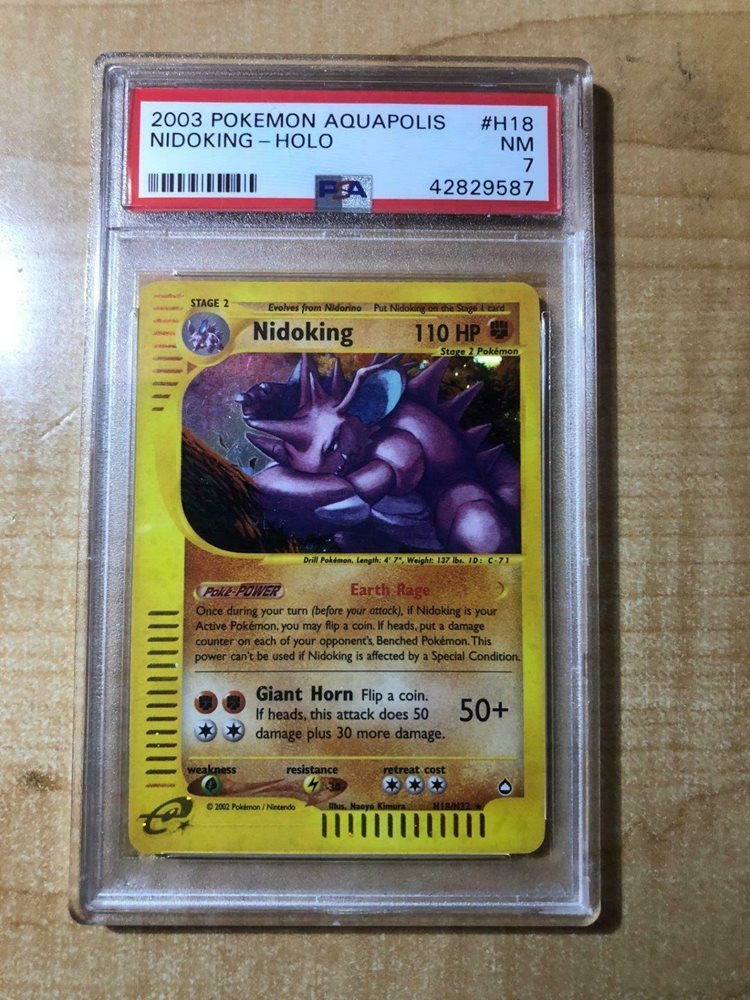 2003 POKEMON AQUAPOLIS #H18
NIDOKING - HOLO NM
7
PSA 42829587
STAGE 2 Evolves from Nidorino Put Nidoking on the Stage 1 card
Nidoking 110 HP
Stage 2 Pokémon
Drill Pokémon. Length: 4' 7", Weight: 137 lbs. ID: C-71
Poké-POWER Earth Rage
Once during your turn (before your attack), if Nidoking is your
Active Pokémon, you may flip a coin. If heads, put a damage
counter on each of your opponent's Benched Pokémon. This
power can't be used if Nidoking is affected by a Special Condition.
Giant Horn Flip a coin.
If heads, this attack does 50
damage plus 30 more damage.
50+
weakness resistance retreat cost
-30
© 2002 Pokémon / Nintendo Illus. Naoyo Kimura H18/H32 ★
e